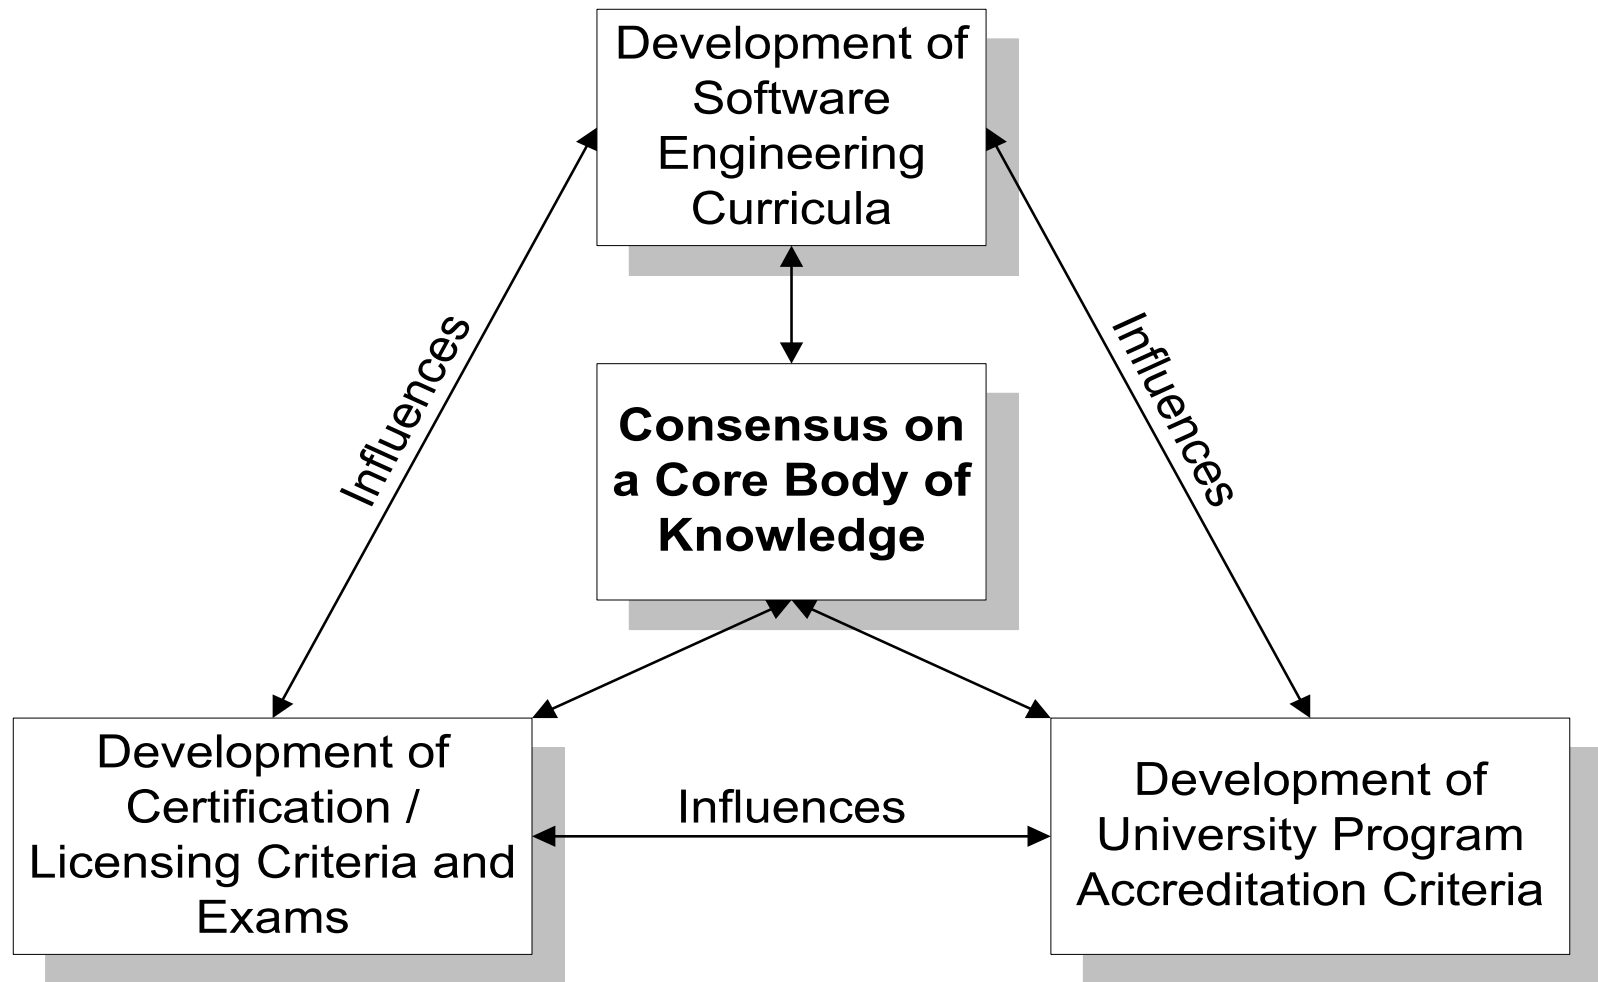 Development of
Software
Engineering
Curricula
Influences
Influences
Consensus on
a Core Body of
Knowledge
Development of
Certification /
Licensing Criteria and
Exams
Influences
Development of
University Program
Accreditation Criteria